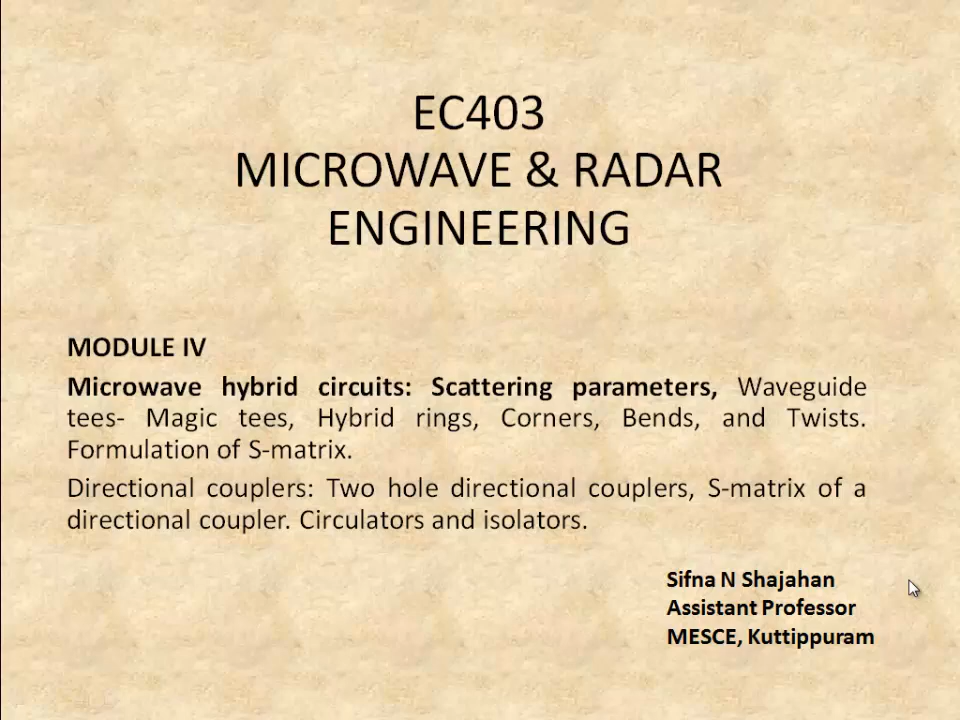 EC403
MICROWAVE & RADAR
ENGINEERING
MODULE IV
Microwave hybrid circuits: Scattering parameters, Waveguide
tees- Magic tees, Hybrid rings, Corners, Bends, and Twists.
Formulation of S-matrix.
Directional couplers: Two hole directional couplers, S-matrix of a
directional coupler. Circulators and isolators.
Sifna N Shajahan
Assistant Professor
MESCE, Kuttippuram